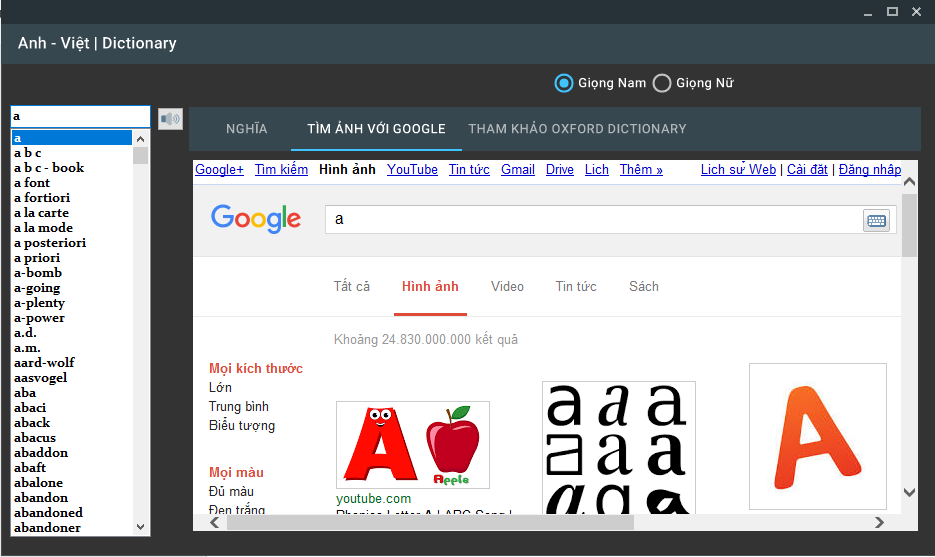 Anh - Việt | Dictionary
Giọng Nam Giọng Nữ
a
NGHĨA TÌM ẢNH VỚI GOOGLE THAM KHẢO OXFORD DICTIONARY
a
a b c
a b c - book
a font
a fortiori
a la carte
a la mode
a posteriori
a priori
a-bomb
a-going
a-plenty
a-power
a.d.
a.m.
aard-wolf
aasvogel
aba
abaci
aback
abacus
abaddon
abaft
abalone
abandon
abandoned
abandoner
Google+ Tìm kiếm Hình ảnh YouTube Tin tức Gmail Drive Lịch Thêm » Lịch sử Web | Cài đặt | Đăng nhập
Google a
Tất cả Hình ảnh Video Tin tức Sách
Khoảng 24.830.000.000 kết quả
Mọi kích thước
Lớn
Trung bình
Biểu tượng
Mọi màu
Đủ màu
Đen trắng
A Apple
youtube.com
Phonics Letter A | ABC Song |
a a a
a a a
a a a
A